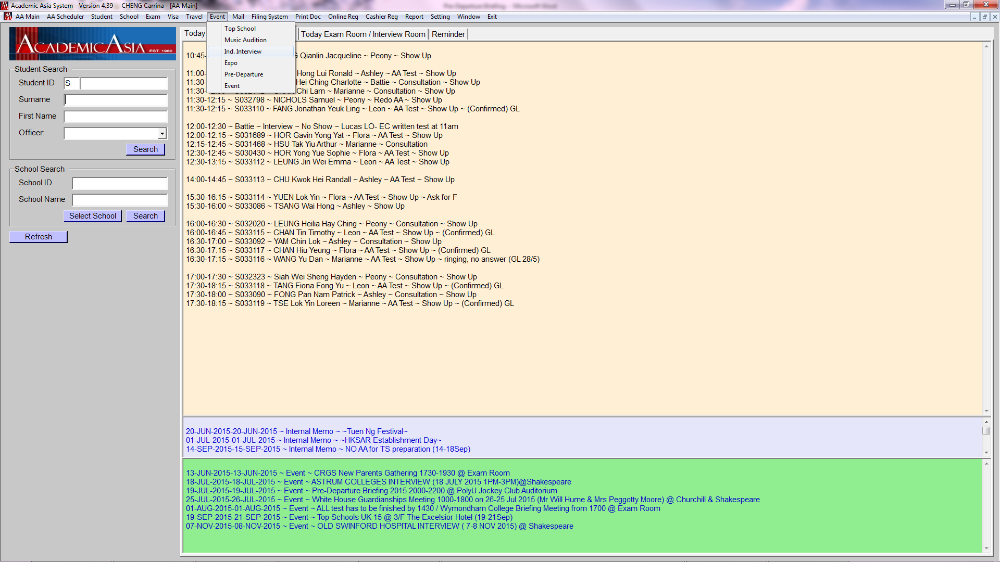 Academic Asia System - Version 4.39 CHENG Carrina - [AA Main]
Pre-Departure Briefing - Microsoft Word
AA Main AA Scheduler Student School Exam Visa Travel Event Mail Filing System Print Doc Online Reg Cashier Reg Report Setting Window Exit
Top School
Music Audition
Ind. Interview
Expo
Pre-Departure
Event
ACADEMIC ASIA EST. 1980
Student Search
Student ID S
Surname
First Name
Officer:
Search
School Search
School ID
School Name
Select School Search
Refresh
Today Today Exam Room / Interview Room Reminder
10:45- Qianlin Jacqueline ~ Peony ~ Show Up
11:00- Hong Lui Ronald ~ Ashley ~ AA Test ~ Show Up
11:30- Hei Ching Charlotte ~ Battie ~ Consultation ~ Show Up
11:30- Chi Lam ~ Marianne ~ Consultation ~ Show Up
11:30-12:15 ~ S032798 ~ NICHOLS Samuel ~ Peony ~ Redo AA ~ Show Up
11:30-12:15 ~ S033110 ~ FANG Jonathan Yeuk Ling ~ Leon ~ AA Test ~ Show Up ~ (Confirmed) GL
12:00-12:30 ~ Battie ~ Interview ~ No Show ~ Lucas LO- EC written test at 11am
12:00-12:15 ~ S031689 ~ HOR Gavin Yong Yat ~ Flora ~ AA Test ~ Show Up
12:15-12:45 ~ S031468 ~ HSU Tak Yiu Arthur ~ Marianne ~ Consultation
12:30-12:45 ~ S030430 ~ HOR Yong Yue Sophie ~ Flora ~ AA Test ~ Show Up
12:30-13:15 ~ S033112 ~ LEUNG Jin Wei Emma ~ Leon ~ AA Test ~ Show Up
14:00-14:45 ~ S033113 ~ CHU Kwok Hei Randall ~ Ashley ~ AA Test ~ Show Up
15:30-16:15 ~ S033114 ~ YUEN Lok Yin ~ Flora ~ AA Test ~ Show Up ~ Ask for F
15:30-16:00 ~ S033086 ~ TSANG Wai Hong ~ Ashley ~ Show Up
16:00-16:30 ~ S032020 ~ LEUNG Heilia Hay Ching ~ Peony ~ Consultation ~ Show Up
16:00-16:45 ~ S033115 ~ CHAN Tin Timothy ~ Leon ~ AA Test ~ Show Up ~ (Confirmed) GL
16:30-17:00 ~ S033092 ~ YAM Chin Lok ~ Ashley ~ Consultation ~ Show Up
16:30-17:15 ~ S033117 ~ CHAN Hiu Yeung ~ Flora ~ AA Test ~ Show Up ~ (Confirmed) GL
16:30-17:15 ~ S033116 ~ WANG Yu Dan ~ Marianne ~ AA Test ~ Show Up ~ ringing, no answer (GL 28/5)
17:00-17:30 ~ S032323 ~ Siah Wei Sheng Hayden ~ Peony ~ Consultation ~ Show Up
17:30-18:15 ~ S033118 ~ TANG Fiona Fong Yu ~ Leon ~ AA Test ~ Show Up ~ (Confirmed) GL
17:30-18:00 ~ S033090 ~ FONG Pan Nam Patrick ~ Ashley ~ Consultation ~ Show Up
17:30-18:15 ~ S033119 ~ TSE Lok Yin Loreen ~ Marianne ~ AA Test ~ Show Up ~ (Confirmed) GL
20-JUN-2015-20-JUN-2015 ~ Internal Memo ~ ~Tuen Ng Festival~
01-JUL-2015-01-JUL-2015 ~ Internal Memo ~ ~HKSAR Establishment Day~
14-SEP-2015-15-SEP-2015 ~ Internal Memo ~ NO AA for TS preparation (14-18Sep)
13-JUN-2015-13-JUN-2015 ~ Event ~ CRGS New Parents Gathering 1730-1930 @ Exam Room
18-JUL-2015-18-JUL-2015 ~ Event ~ ASTRUM COLLEGES INTERVIEW (18 JULY 2015 1PM-3PM)@Shakespeare
19-JUL-2015-19-JUL-2015 ~ Event ~ Pre-Departure Briefing 2015 2000-2200 @ PolyU Jockey Club Auditorium
25-JUL-2015-26-JUL-2015 ~ Event ~ White House Guardianships Meeting 1000-1800 on 26-25 Jul 2015 (Mr Will Hume & Mrs Peggotty Moore) @ Churchill & Shakespeare
01-AUG-2015-01-AUG-2015 ~ Event ~ ALL test has to be finished by 1430 / Wymondham College Briefing Meeting from 1700 @ Exam Room
19-SEP-2015-21-SEP-2015 ~ Event ~ Top Schools UK 15 @ 3/F The Excelsior Hotel (19-21Sep)
07-NOV-2015-08-NOV-2015 ~ Event ~ OLD SWINFORD HOSPITAL INTERVIEW ( 7-8 NOV 2015) @ Shakespeare